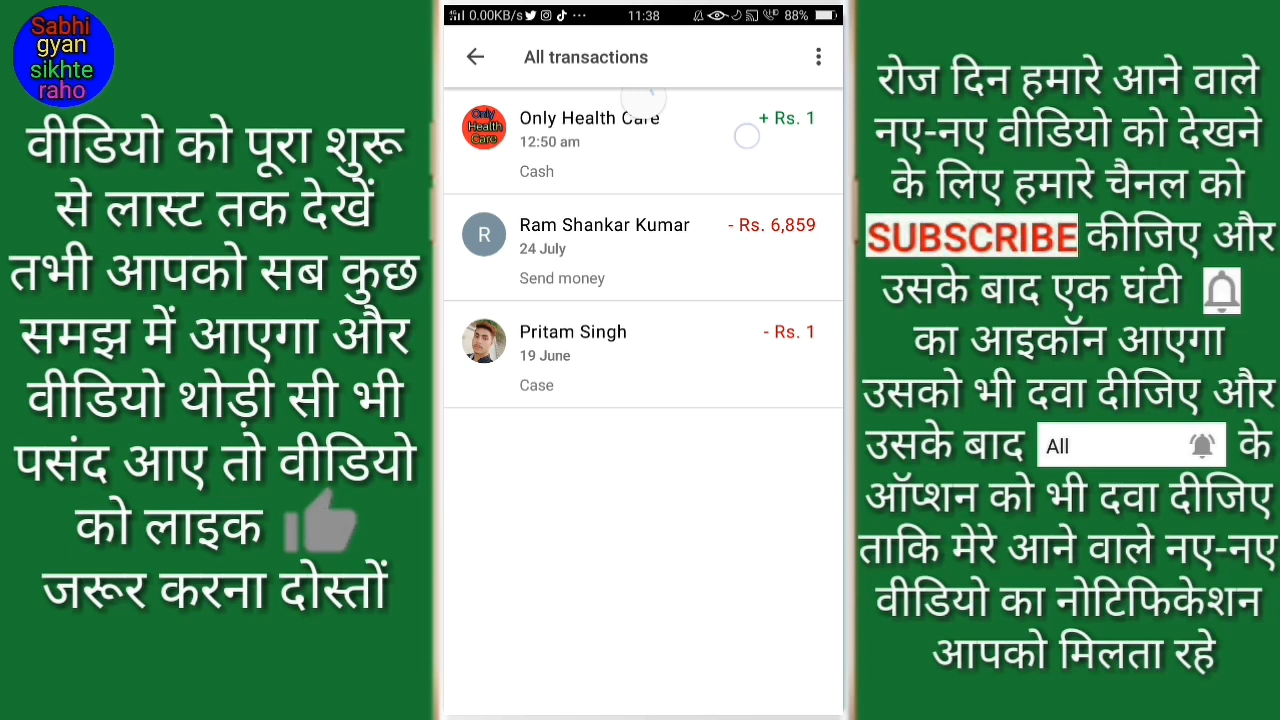 Sabhi
gyan
sikhte
raho
वीडियो को पूरा शुरू
से लास्ट तक देखें
तभी आपको सब कुछ
समझ में आएगा और
वीडियो थोड़ी सी भी
पसंद आए तो वीडियो
को लाइक
जरूर करना दोस्तों
4G 0.00KB/s ... 11:38 88%
All transactions
Only Health Care
Only Health Care + Rs. 1
12:50 am
Cash
R
Ram Shankar Kumar - Rs. 6,859
24 July
Send money
Pritam Singh - Rs. 1
19 June
Case
रोज दिन हमारे आने वाले
नए-नए वीडियो को देखने
के लिए हमारे चैनल को
SUBSCRIBE कीजिए और
उसके बाद एक घंटी
का आइकॉन आएगा
उसको भी दवा दीजिए और
उसके बाद All के
ऑप्शन को भी दवा दीजिए
ताकि मेरे आने वाले नए-नए
वीडियो का नोटिफिकेशन
आपको मिलता रहे